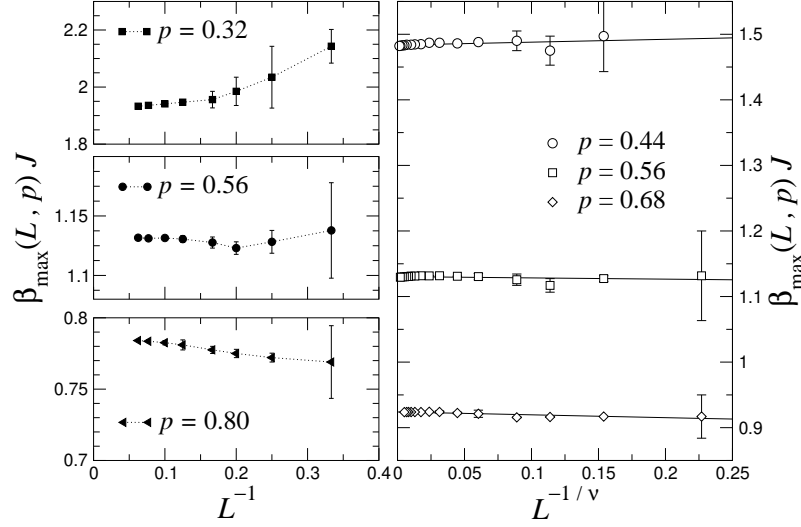 β_max(L, p) J
2.2
2
1.8
p = 0.32
1.15
1.1
p = 0.56
0.8
0.75
0.7
p = 0.80
0 0.1 0.2 0.3 0.4
L^{-1}
p = 0.44
p = 0.56
p = 0.68
1.5
1.4
1.3
1.2
1.1
1
0.9
β_max(L, p) J
0 0.05 0.1 0.15 0.2 0.25
L^{-1/ν}